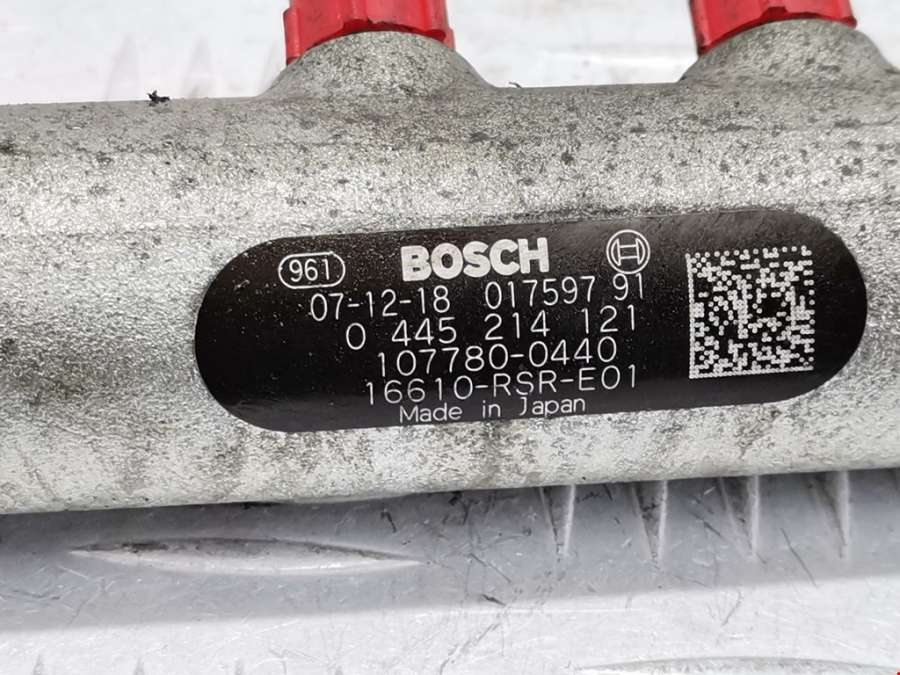 961 BOSCH
07-12-18 017597 91
0 445 214 121
107780-0440
16610-RSR-E01
Made in Japan